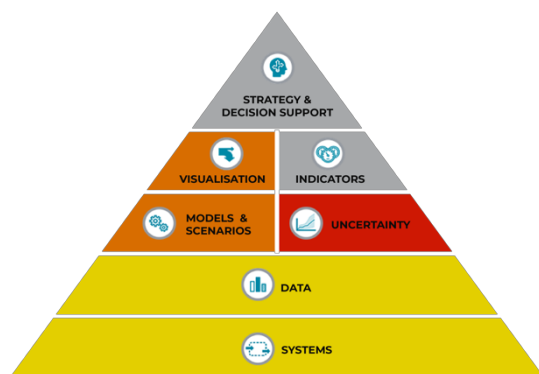 STRATEGY &
DECISION SUPPORT
VISUALISATION
INDICATORS
MODELS &
SCENARIOS
UNCERTAINTY
DATA
SYSTEMS